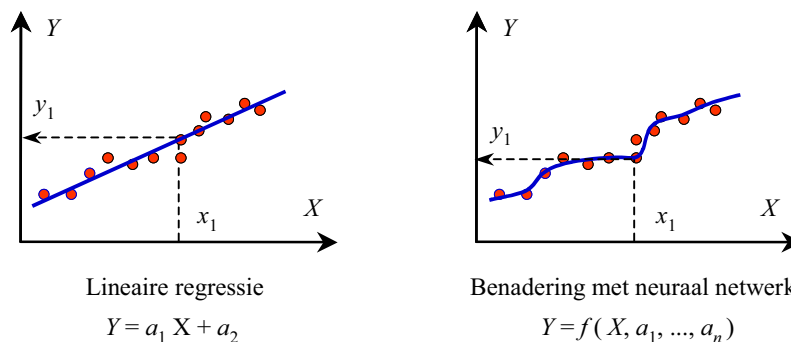 Y
y₁
x₁
X
Lineaire regressie
Y = a₁ X + a₂
Y
y₁
x₁
X
Benadering met neuraal netwerk
Y = f ( X, a₁, ..., aₙ )